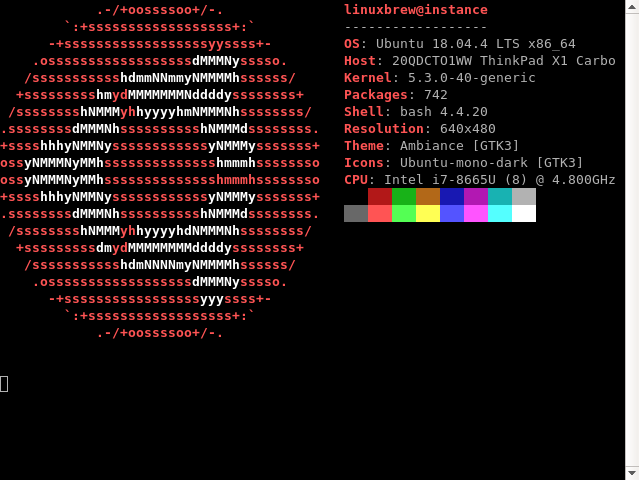 .-/+oossssoo+/-.
`:+ssssssssssssssssss+:`
-+ssssssssssssssssssyyssss+-
.ossssssssssssssssssdMMMNysssso.
/ssssssssssshdmmNNmmyNMMMMhssssss/
+ssssssssshmydMMMMMMMNddddyssssssss+
/sssssssshNMMMyhhyyyyhmNMMMNhssssssss/
.ssssssssdMMMNhsssssssssshNMMMdssssssss.
+sssshhhyNMMNyssssssssssssyNMMMysssssss+
ossyNMMMNyMMhsssssssssssssshmmmhssssssso
ossyNMMMNyMMhsssssssssssssshmmmhssssssso
+sssshhhyNMMNyssssssssssssyNMMMysssssss+
.ssssssssdMMMNhsssssssssshNMMMdssssssss.
/sssssssshNMMMyhhyyyyhdNMMMNhssssssss/
+sssssssssdmydMMMMMMMMddddyssssssss+
/ssssssssssshdmNNNNmyNMMMMhssssss/
.ossssssssssssssssssdMMMNysssso.
-+sssssssssssssssssyyyssss+-
`:+ssssssssssssssssss+:`
.-/+oossssoo+/-.
linuxbrew@instance
------------------
OS: Ubuntu 18.04.4 LTS x86_64
Host: 20QDCTO1WW ThinkPad X1 Carbo
Kernel: 5.3.0-40-generic
Packages: 742
Shell: bash 4.4.20
Resolution: 640x480
Theme: Ambiance [GTK3]
Icons: Ubuntu-mono-dark [GTK3]
CPU: Intel i7-8665U (8) @ 4.800GHz